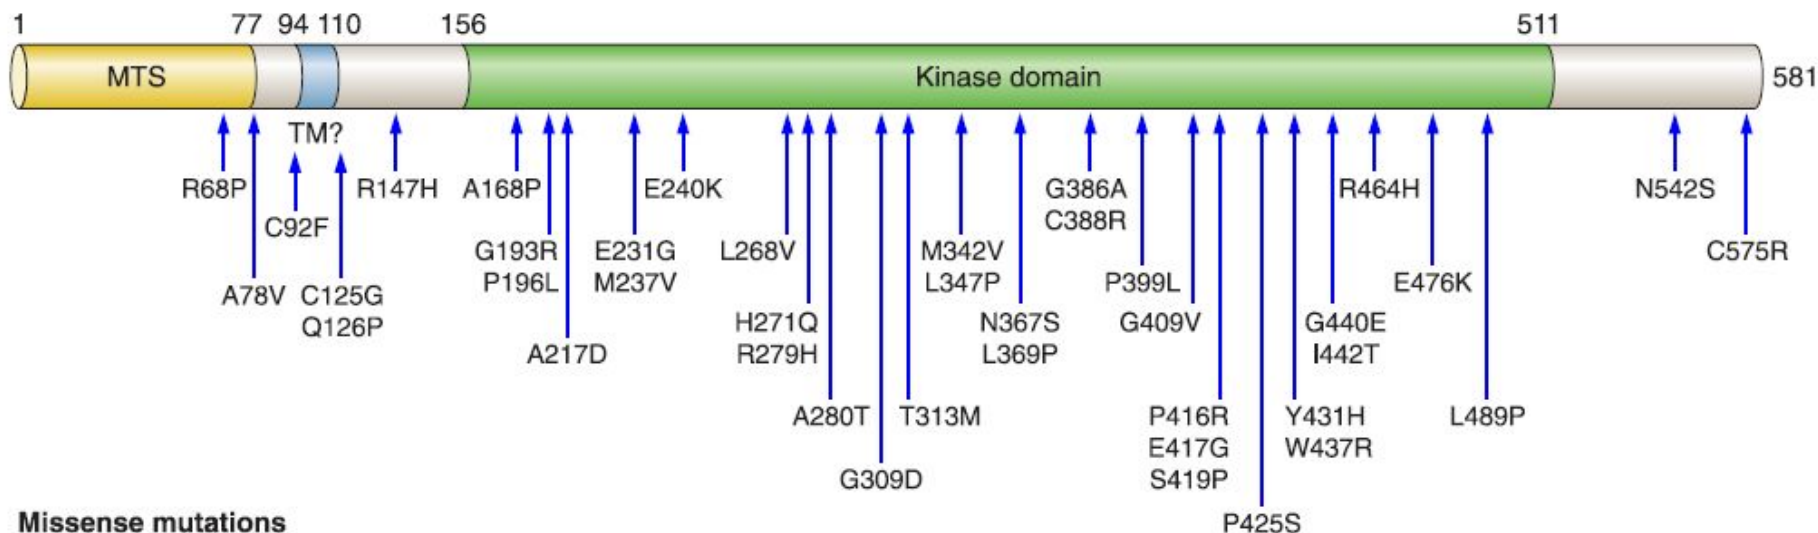 1 77 94 110 156 511
MTS Kinase domain 581
TM?
R68P R147H A168P E240K G386A R464H N542S
C92F C388R
G193R E231G L268V M342V C575R
P196L M237V L347P P399L E476K
A78V C125G
Q126P
H271Q N367S G409V G440E
R279H L369P I442T
A217D
A280T T313M P416R Y431H L489P
E417G W437R
G309D S419P
P425S
Missense mutations